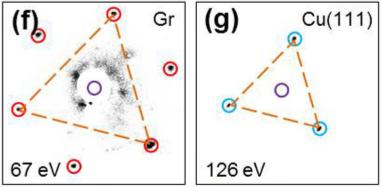 (f) Gr
67 eV
(g) Cu(111)
126 eV